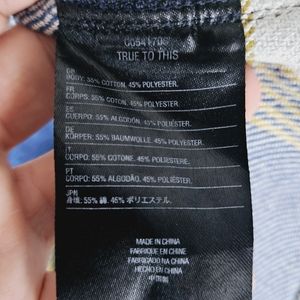 TRUE TO THIS
GB
BODY: 55% COTTON, 45% POLYESTER.
FR
CORPS: 55% COTON, 45% POLYESTER.
ES
CUERPO: 55% ALGODÓN, 45% POLIÉSTER.
DE
KÖRPER: 55% BAUMWOLLE, 45% POLYESTER.
IT
CORPO: 55% COTONE, 45% POLIESTERE.
PT
CORPO: 55% ALGODÃO, 45% POLIÉSTER.
JPN
身頃: 55% 綿, 45% ポリエステル.
MADE IN CHINA
FABRIQUÉ EN CHINE
FABRICADO NA CHINA
HECHO EN CHINA
中国製